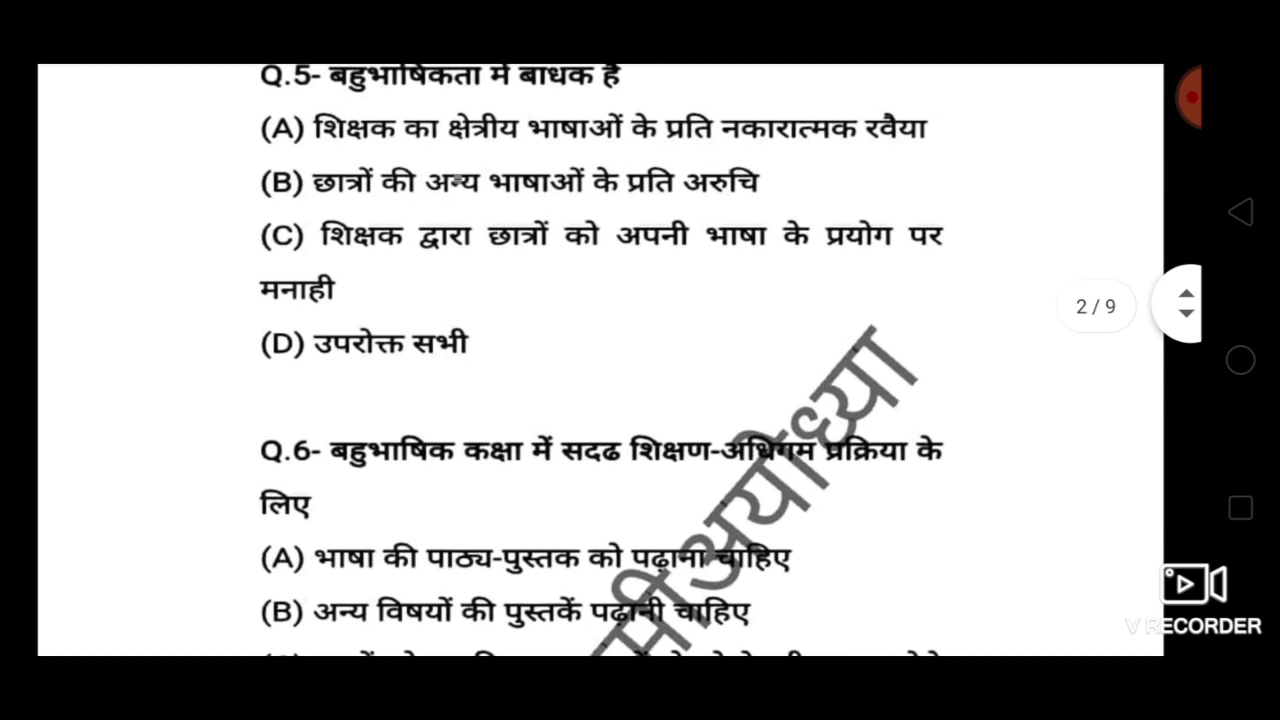 Q.5- बहुभाषिकता में बाधक है
(A) शिक्षक का क्षेत्रीय भाषाओं के प्रति नकारात्मक रवैया
(B) छात्रों की अन्य भाषाओं के प्रति अरुचि
(C) शिक्षक द्वारा छात्रों को अपनी भाषा के प्रयोग पर
मनाही
(D) उपरोक्त सभी
2 / 9
Q.6- बहुभाषिक कक्षा में सदढ शिक्षण-अधिगम प्रक्रिया के
लिए
(A) भाषा की पाठ्य-पुस्तक को पढ़ाना चाहिए
(B) अन्य विषयों की पुस्तकें पढ़ानी चाहिए
अयोध्या
V RECORDER